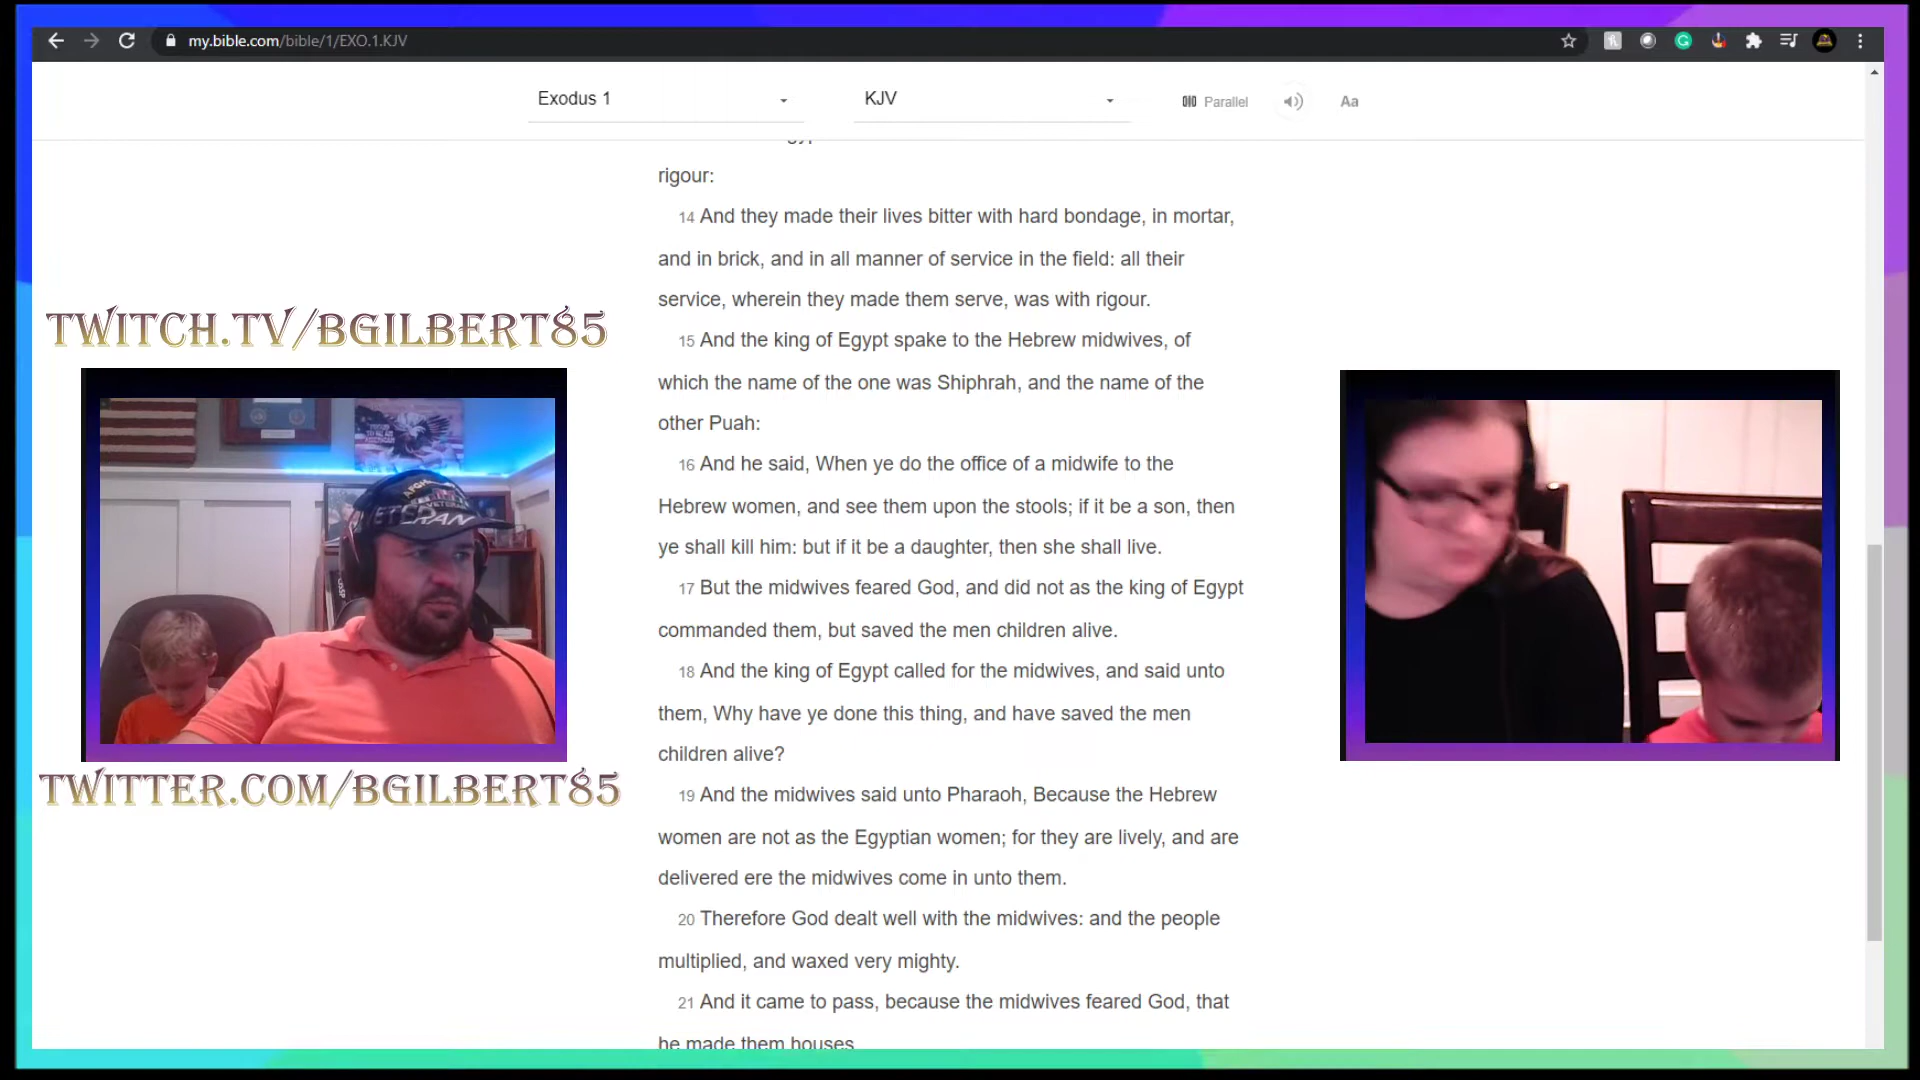 my.bible.com/bible/1/EXO.1.KJV
Exodus 1
KJV
Parallel
Aa
rigour:
14 And they made their lives bitter with hard bondage, in mortar,
and in brick, and in all manner of service in the field: all their
service, wherein they made them serve, was with rigour.
15 And the king of Egypt spake to the Hebrew midwives, of
which the name of the one was Shiphrah, and the name of the
other Puah:
16 And he said, When ye do the office of a midwife to the
Hebrew women, and see them upon the stools; if it be a son, then
ye shall kill him: but if it be a daughter, then she shall live.
17 But the midwives feared God, and did not as the king of Egypt
commanded them, but saved the men children alive.
18 And the king of Egypt called for the midwives, and said unto
them, Why have ye done this thing, and have saved the men
children alive?
19 And the midwives said unto Pharaoh, Because the Hebrew
women are not as the Egyptian women; for they are lively, and are
delivered ere the midwives come in unto them.
20 Therefore God dealt well with the midwives: and the people
multiplied, and waxed very mighty.
21 And it came to pass, because the midwives feared God, that
he made them houses
TWITCH.TV/BGILBERT85
VETERAN
TWITTER.COM/BGILBERT85